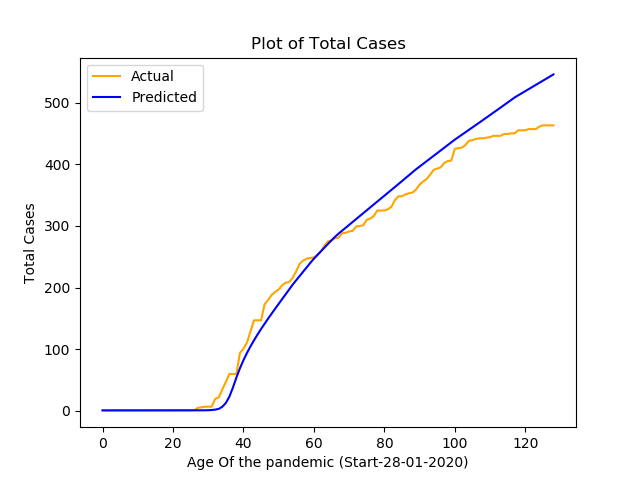 Plot of Total Cases
Actual
Predicted
500
400
300
200
100
0
Total Cases
0 20 40 60 80 100 120
Age Of the pandemic (Start-28-01-2020)